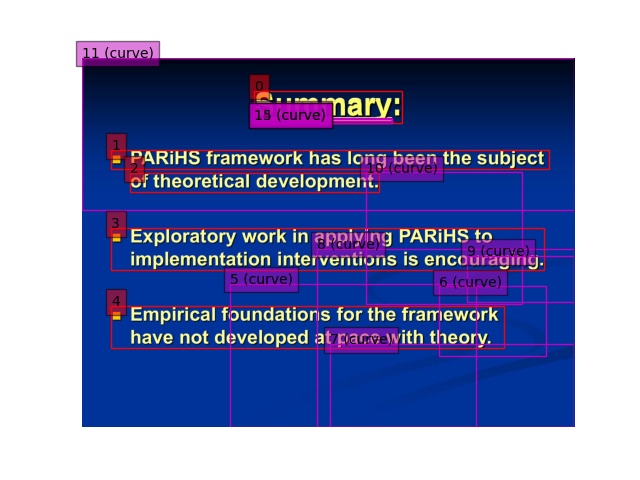 11 (curve)
0
Summary:
15 (curve)
1
PARiHS framework has long been the subject
2
10 (curve)
of theoretical development.
3
Exploratory work in applying PARiHS to
8 (curve)
9 (curve)
implementation interventions is encouraging.
5 (curve)
6 (curve)
4
Empirical foundations for the framework
have not developed at pace with theory.
7 (curve)